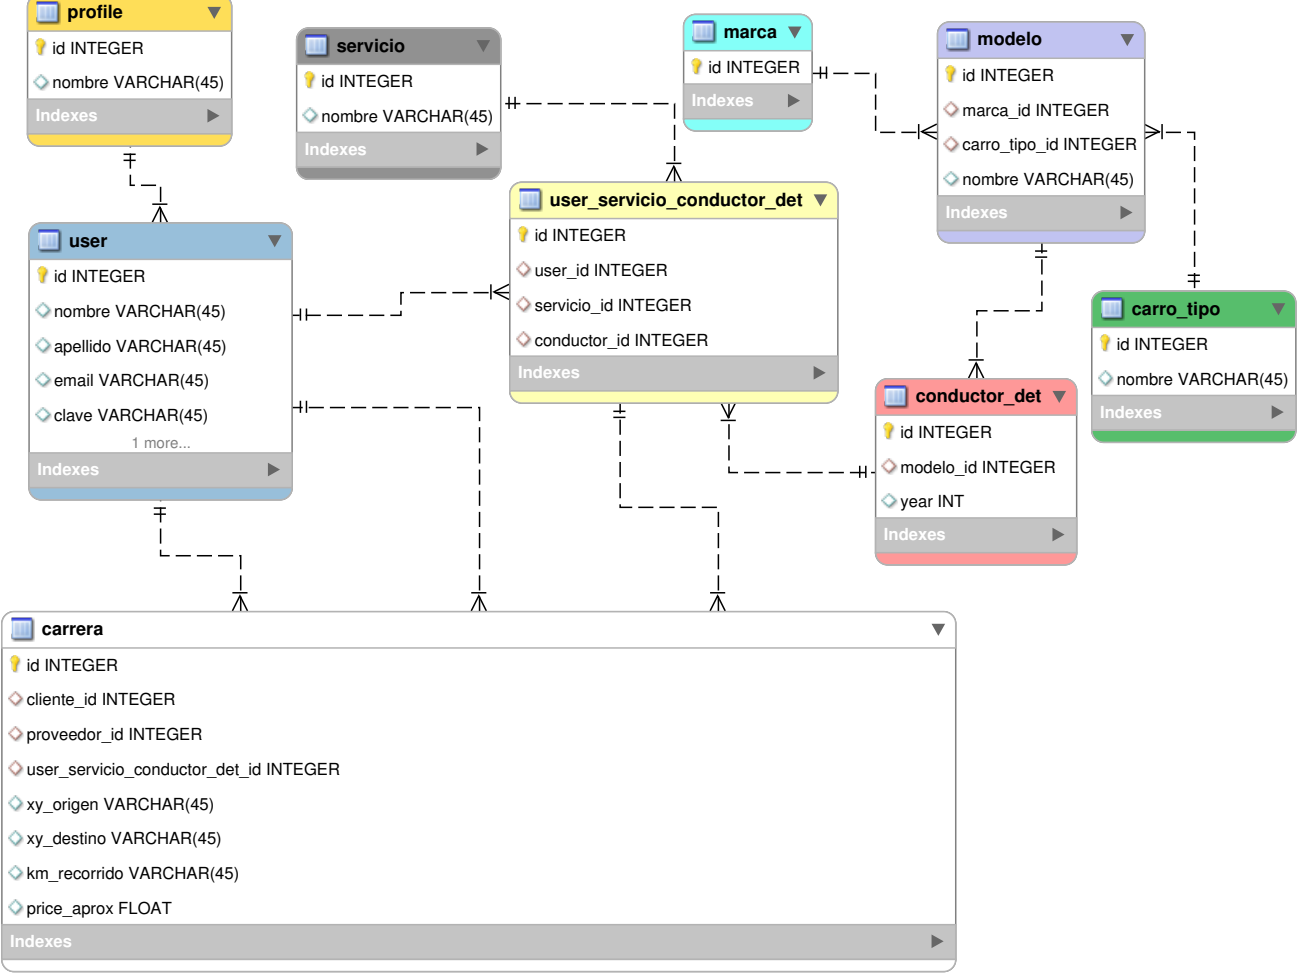 profile
id INTEGER
nombre VARCHAR(45)
Indexes
servicio
id INTEGER
nombre VARCHAR(45)
Indexes
marca
id INTEGER
Indexes
modelo
id INTEGER
marca_id INTEGER
carro_tipo_id INTEGER
nombre VARCHAR(45)
Indexes
user
id INTEGER
nombre VARCHAR(45)
apellido VARCHAR(45)
email VARCHAR(45)
clave VARCHAR(45)
1 more...
Indexes
user_servicio_conductor_det
id INTEGER
user_id INTEGER
servicio_id INTEGER
conductor_id INTEGER
Indexes
carro_tipo
id INTEGER
nombre VARCHAR(45)
Indexes
conductor_det
id INTEGER
modelo_id INTEGER
year INT
Indexes
carrera
id INTEGER
cliente_id INTEGER
proveedor_id INTEGER
user_servicio_conductor_det_id INTEGER
xy_origen VARCHAR(45)
xy_destino VARCHAR(45)
km_recorrido VARCHAR(45)
price_aprox FLOAT
Indexes